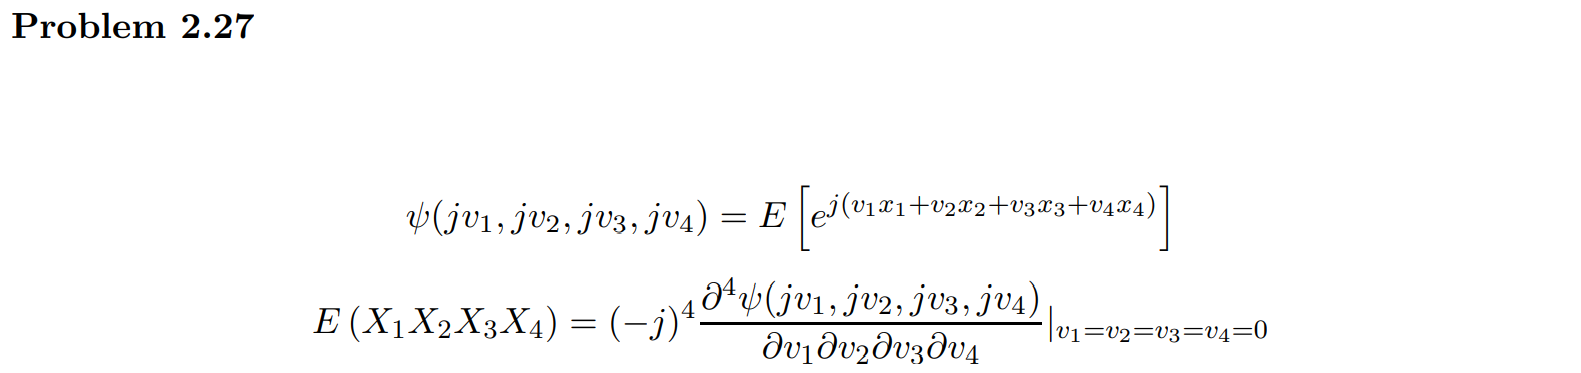 Problem 2.27
ψ(jv₁, jv₂, jv₃, jv₄) = E [e^{j(v₁x₁+v₂x₂+v₃x₃+v₄x₄)}]
E (X₁X₂X₃X₄) = (−j)⁴ \frac{∂⁴ψ(jv₁, jv₂, jv₃, jv₄)}{∂v₁∂v₂∂v₃∂v₄} |_{v₁=v₂=v₃=v₄=0}